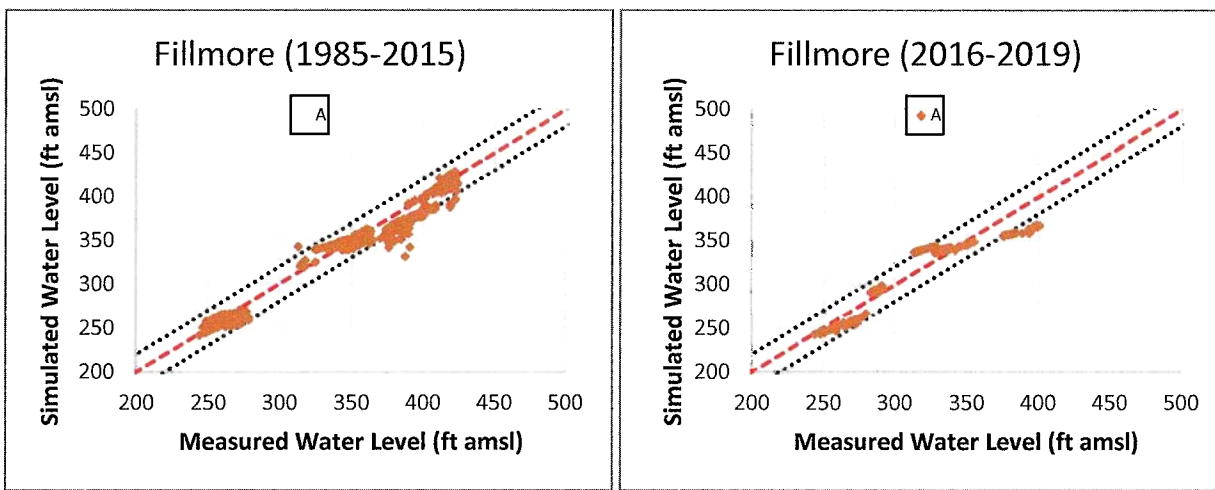 Fillmore (1985-2015)
A
Simulated Water Level (ft amsl)
500
450
400
350
300
250
200
200 250 300 350 400 450 500
Measured Water Level (ft amsl)
Fillmore (2016-2019)
A
Simulated Water Level (ft amsl)
500
450
400
350
300
250
200
200 250 300 350 400 450 500
Measured Water Level (ft amsl)